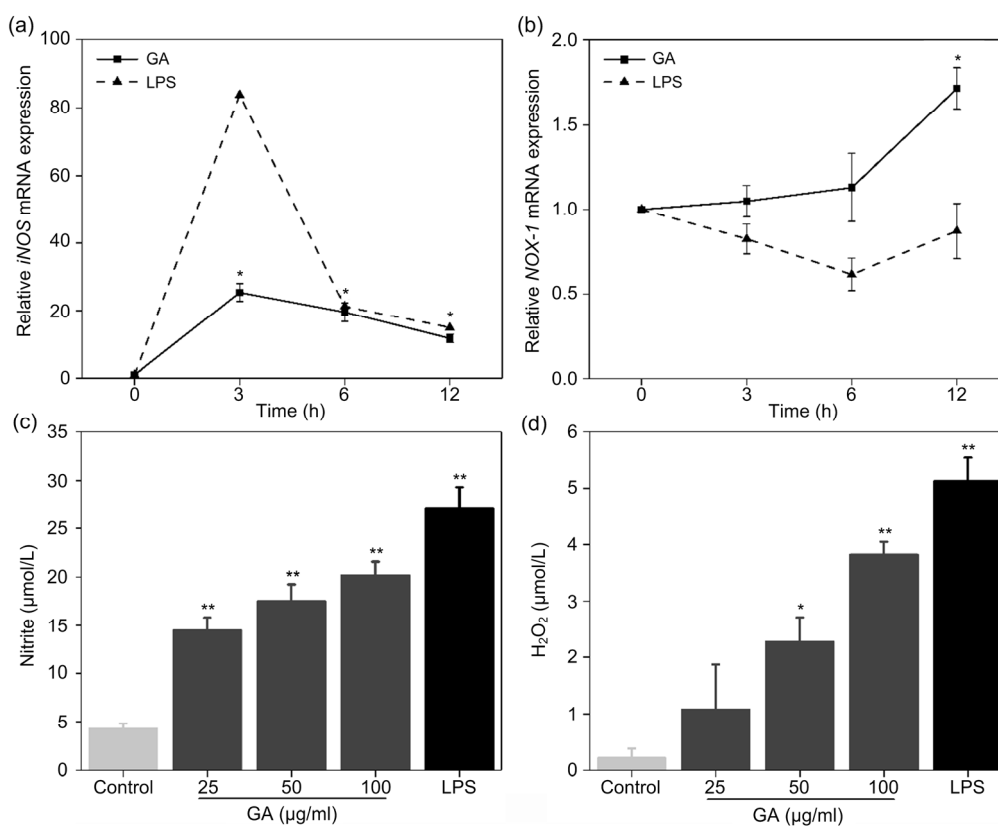 (a)
100
80
60
40
20
0
Relative iNOS mRNA expression
GA
LPS
*
*
*
0 3 6 12
Time (h)
(b)
2.0
1.5
1.0
0.5
0.0
Relative NOX-1 mRNA expression
GA
LPS
*
0 3 6 12
Time (h)
(c)
35
30
25
20
15
10
5
0
Nitrite (μmol/L)
**
**
**
**
Control 25 50 100 LPS
GA (μg/ml)
(d)
6
5
4
3
2
1
0
H₂O₂ (μmol/L)
*
**
**
Control 25 50 100 LPS
GA (μg/ml)